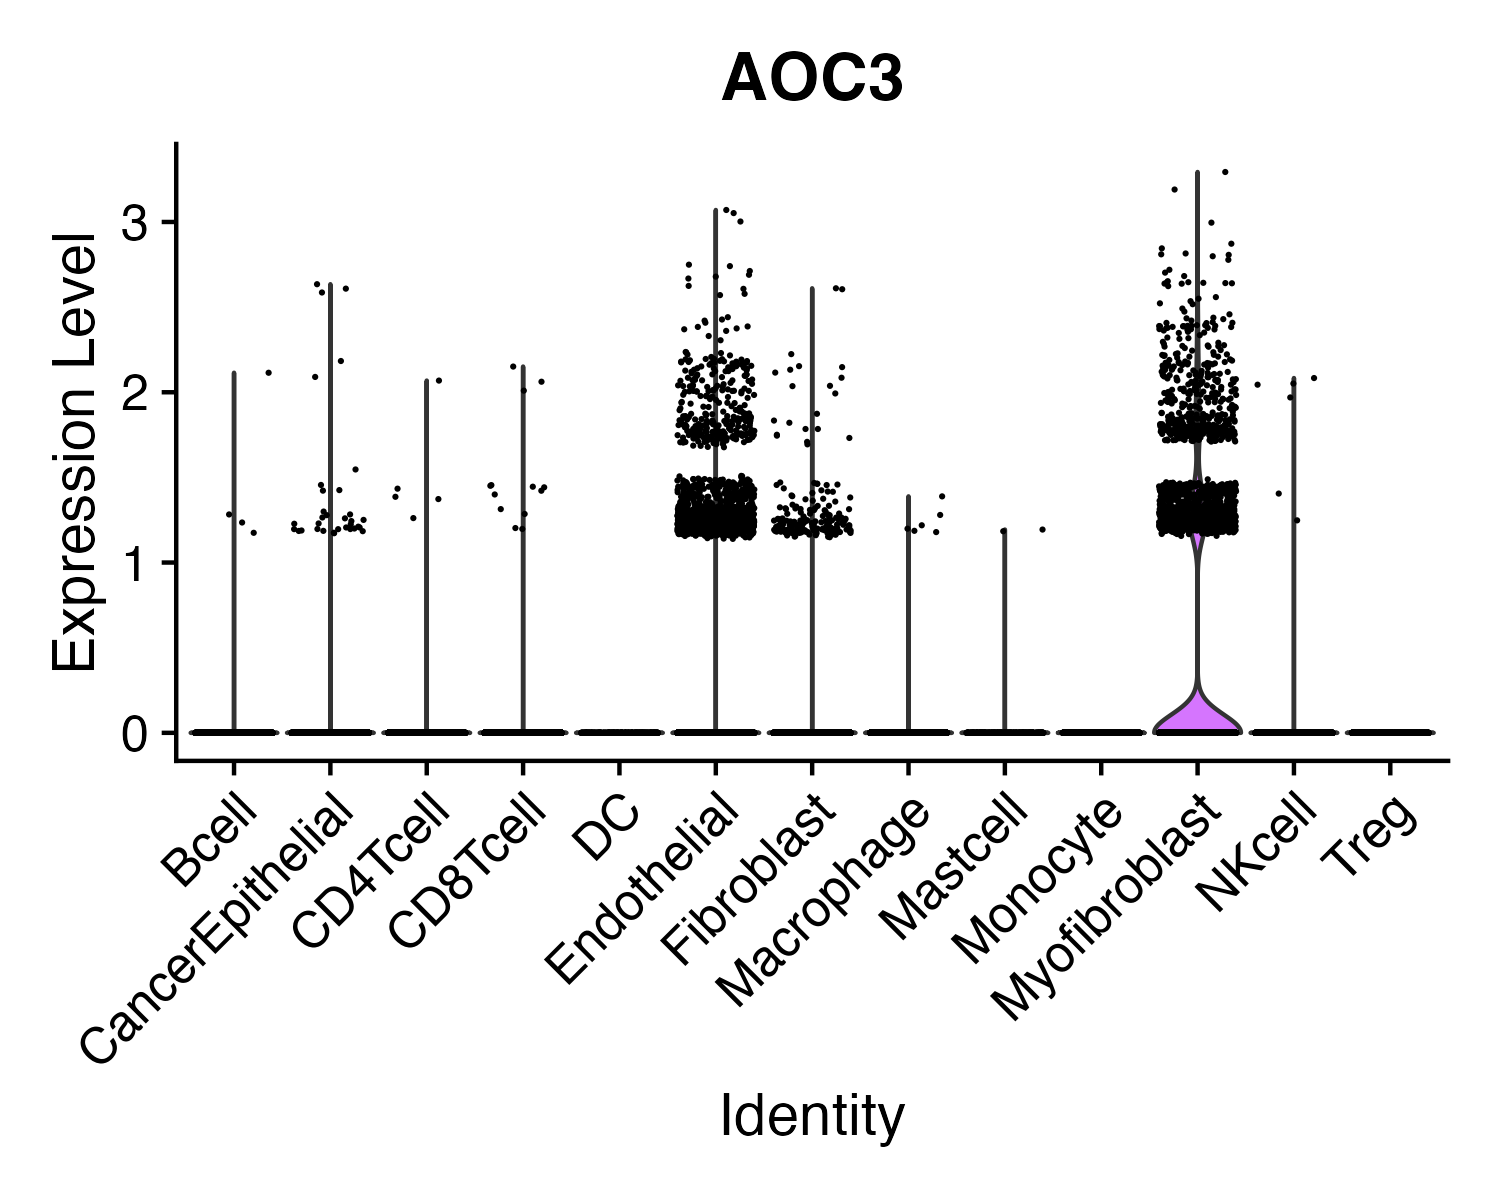 AOC3
Expression Level
3
2
1
0
Bcell
CancerEpithelial
CD4Tcell
CD8Tcell
DC
Endothelial
Fibroblast
Macrophage
Mastcell
Monocyte
Myofibroblast
NKcell
Treg
Identity